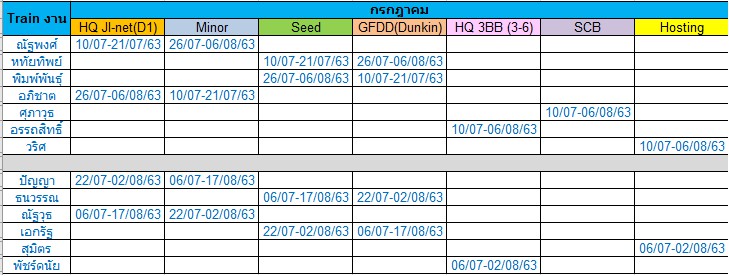 Train งาน กรกฎาคม
HQ JI-net(D1) Minor Seed GFDD(Dunkin) HQ 3BB (3-6) SCB Hosting
ณัฐพงศ์ 10/07-21/07/63 26/07-06/08/63
หทัยทิพย์ 10/07-21/07/63 26/07-06/08/63
พิมพ์พันธุ์ 26/07-06/08/63 10/07-21/07/63
อภิชาต 26/07-06/08/63 10/07-21/07/63
ศุภาวุธ 10/07-06/08/63
อรรถสิทธิ์ 10/07-06/08/63
วริศ 10/07-06/08/63
ปัญญา 22/07-02/08/63 06/07-17/08/63
ธนวรรณ 06/07-17/08/63 22/07-02/08/63
ณัฐวุธ 06/07-17/08/63 22/07-02/08/63
เอกรัฐ 22/07-02/08/63 06/07-17/08/63
สุมิตร 06/07-02/08/63
พัชร์ดนัย 06/07-02/08/63